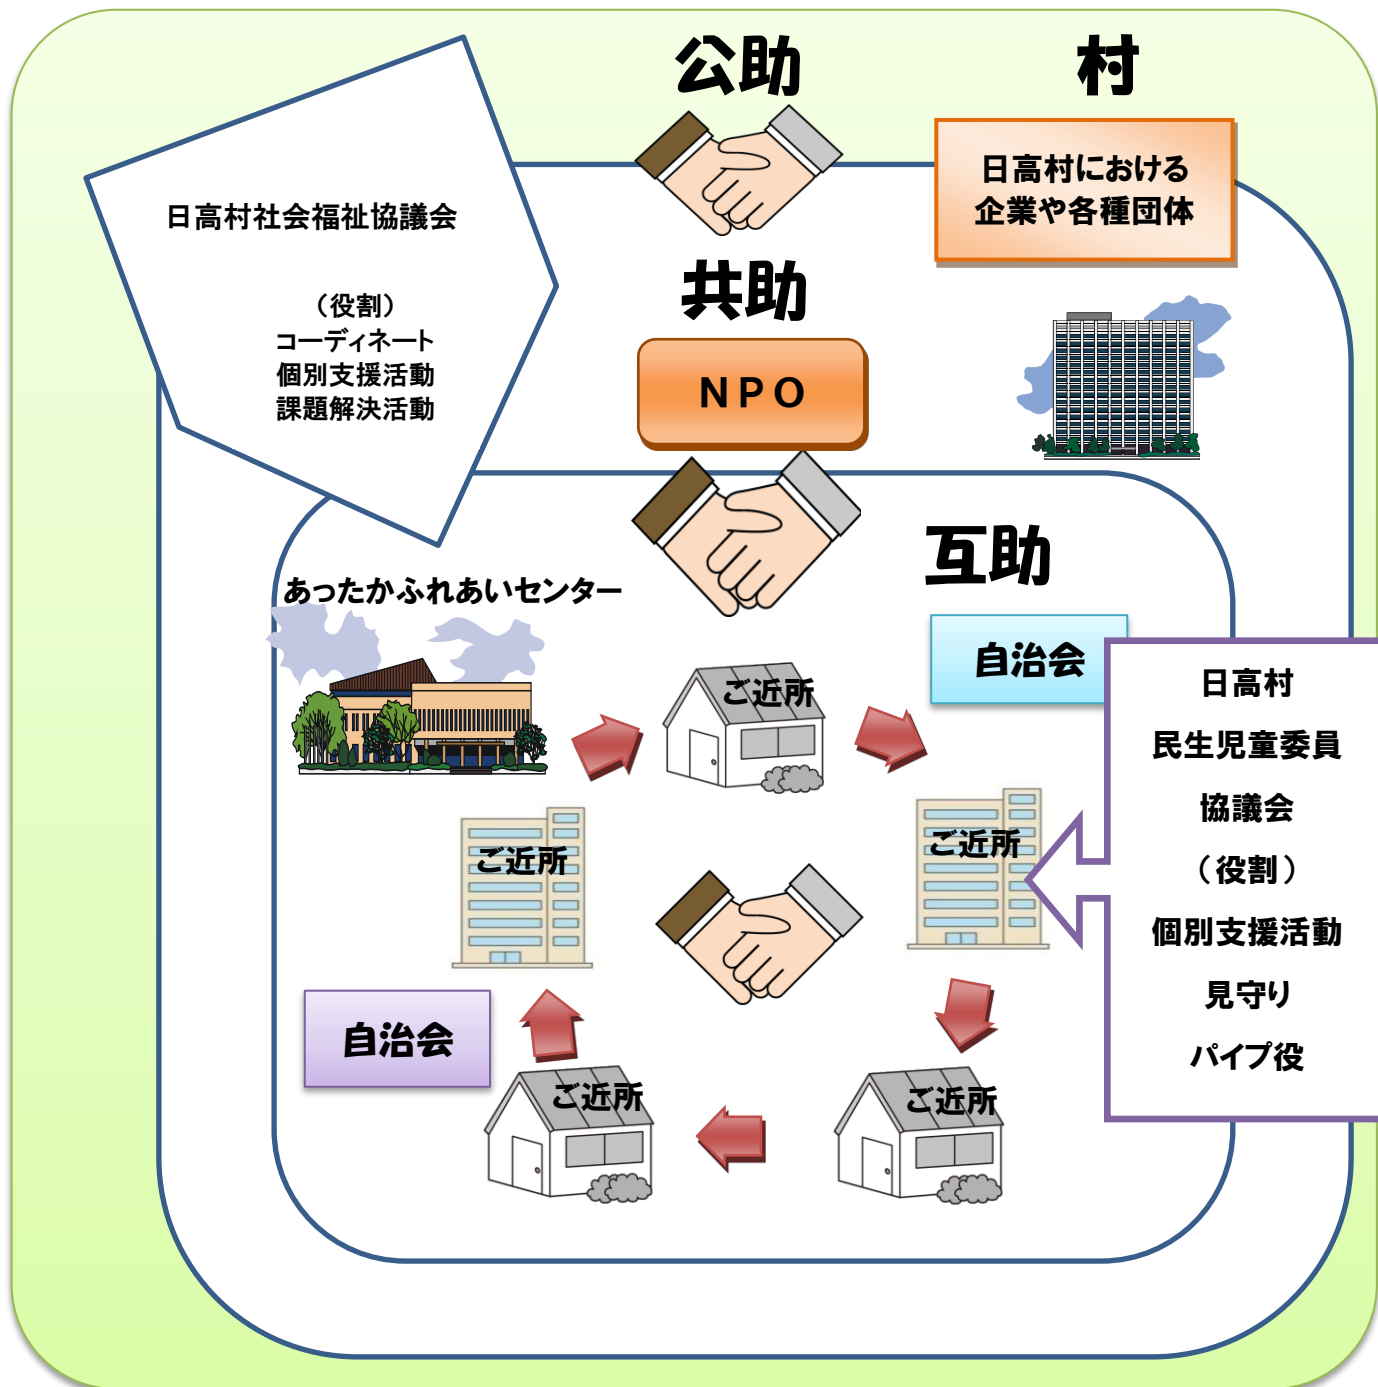 公助
村
日高村における
企業や各種団体
日高村社会福祉協議会
（役割）
コーディネート
個別支援活動
課題解決活動
共助
ＮＰＯ
互助
あったかふれあいセンター
自治会
ご近所
ご近所
ご近所
日高村
民生児童委員
協議会
（役割）
個別支援活動
見守り
パイプ役
自治会
ご近所
ご近所